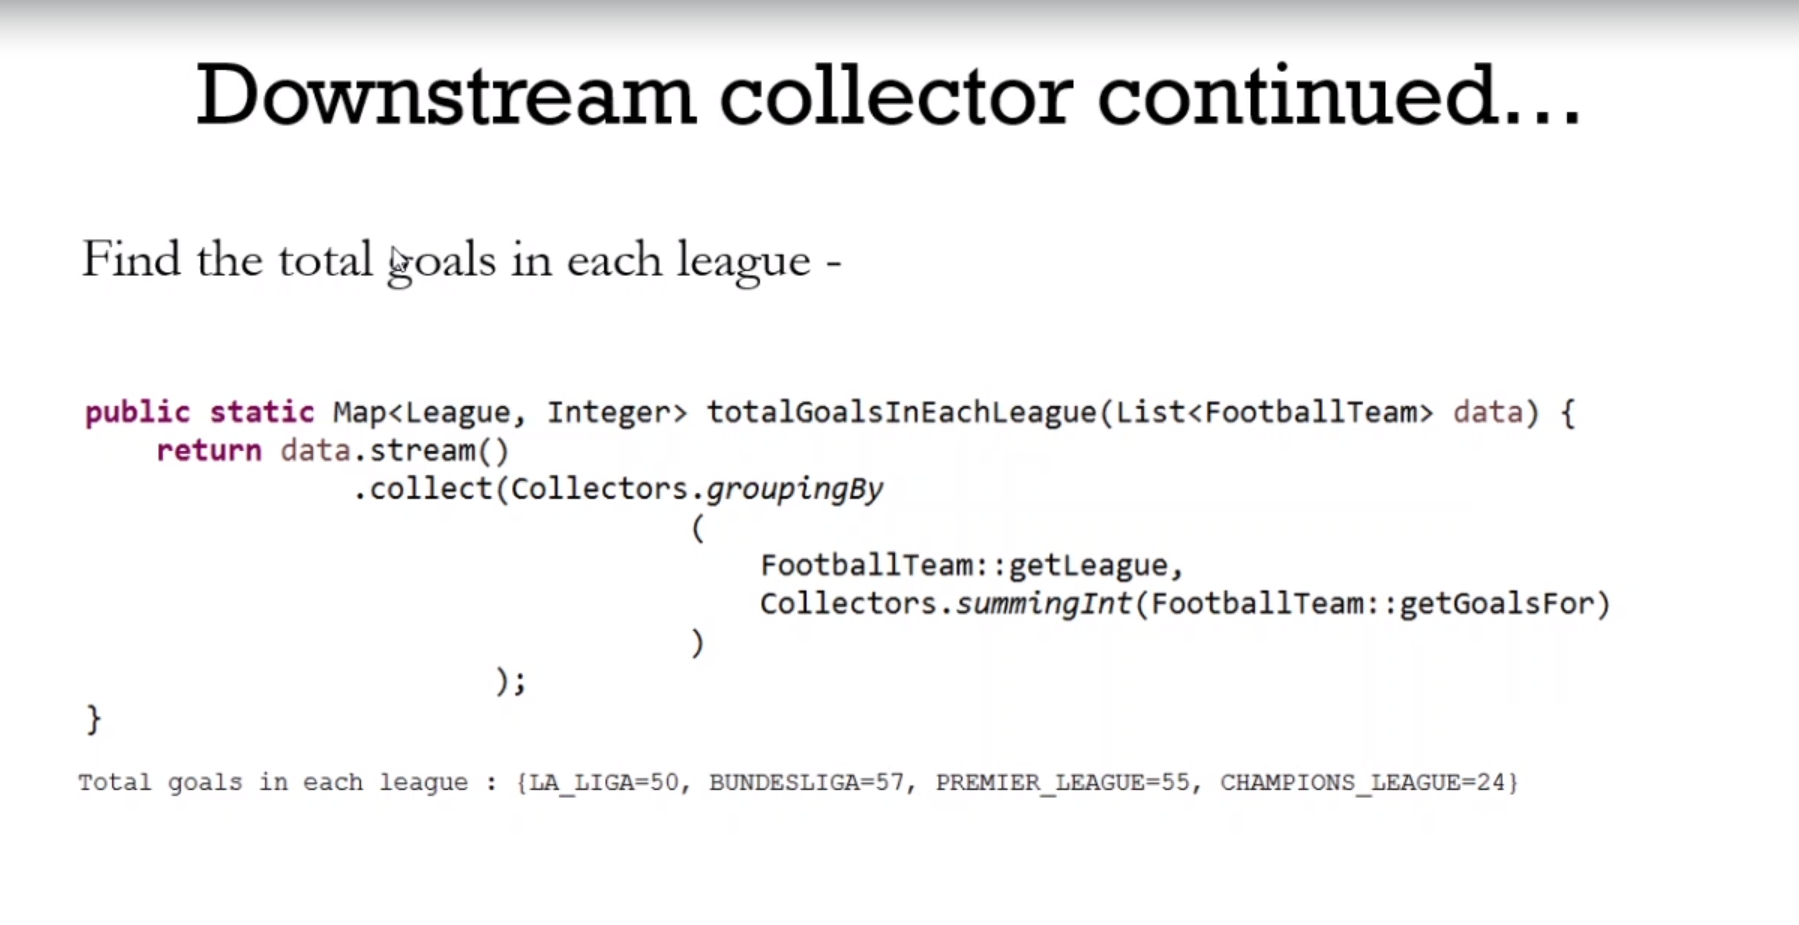 Downstream collector continued...
Find the total goals in each league -
public static Map<League, Integer> totalGoalsInEachLeague(List<FootballTeam> data) {
return data.stream()
.collect(Collectors.groupingBy
(
FootballTeam::getLeague,
Collectors.summingInt(FootballTeam::getGoalsFor)
)
);
}
Total goals in each league : {LA_LIGA=50, BUNDESLIGA=57, PREMIER_LEAGUE=55, CHAMPIONS_LEAGUE=24}